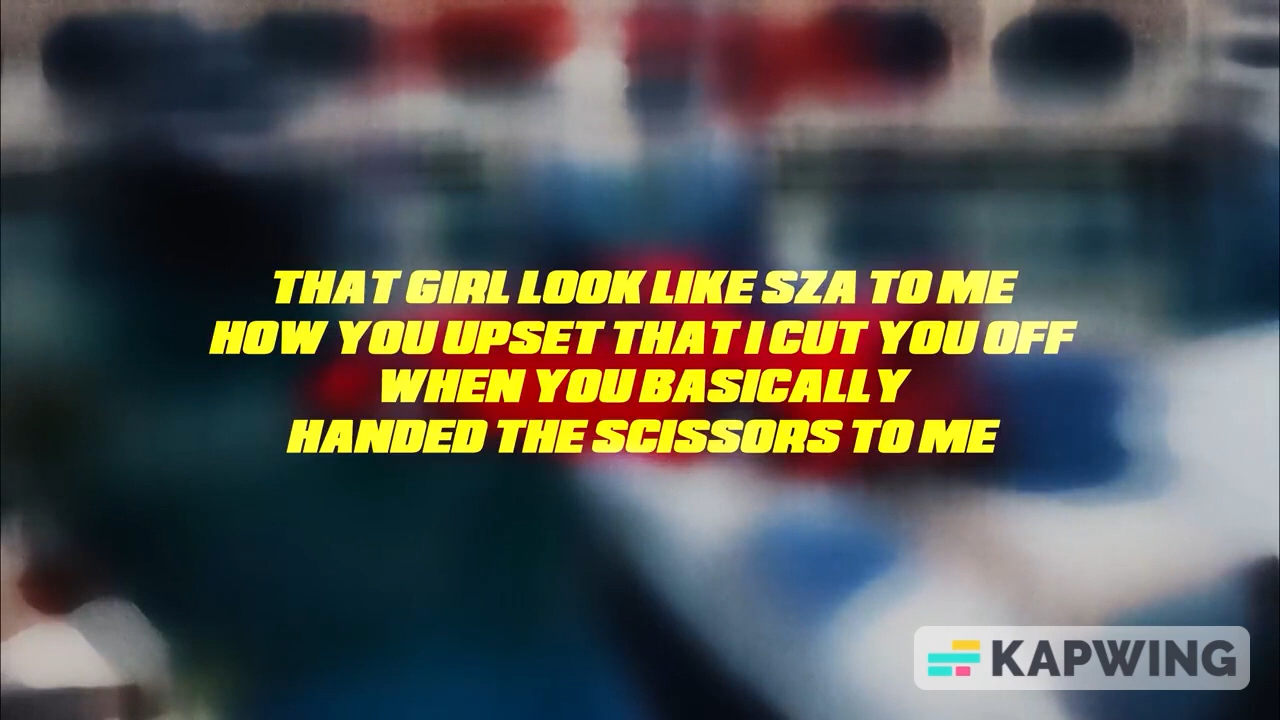 THAT GIRL LOOK LIKE SZA TO ME
HOW YOU UPSET THAT I CUT YOU OFF
WHEN YOU BASICALLY
HANDED THE SCISSORS TO ME
KAPWING